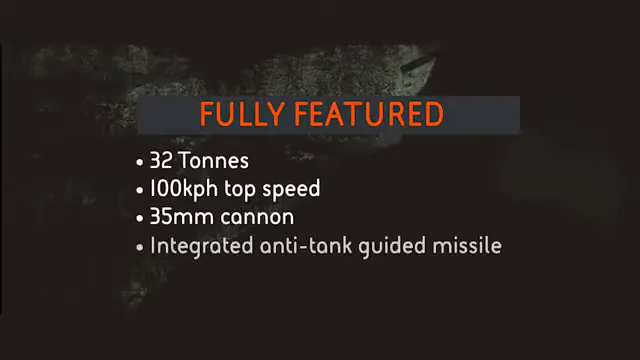 FULLY FEATURED
• 32 Tonnes
• 100kph top speed
• 35mm cannon
• Integrated anti-tank guided missile